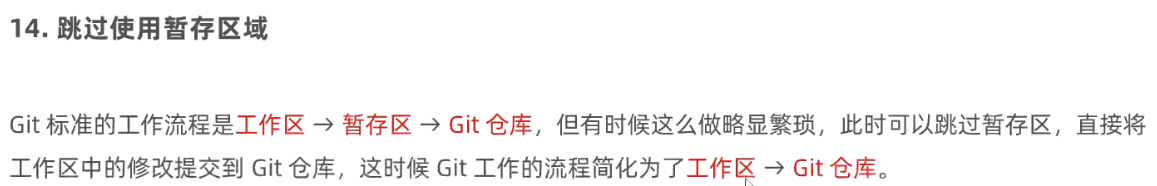 14. 跳过使用暂存区域
Git 标准的工作流程是工作区 → 暂存区 → Git 仓库，但有时候这么做略显繁琐，此时可以跳过暂存区，直接将
工作区中的修改提交到 Git 仓库，这时候 Git 工作的流程简化为了工作区 → Git 仓库。